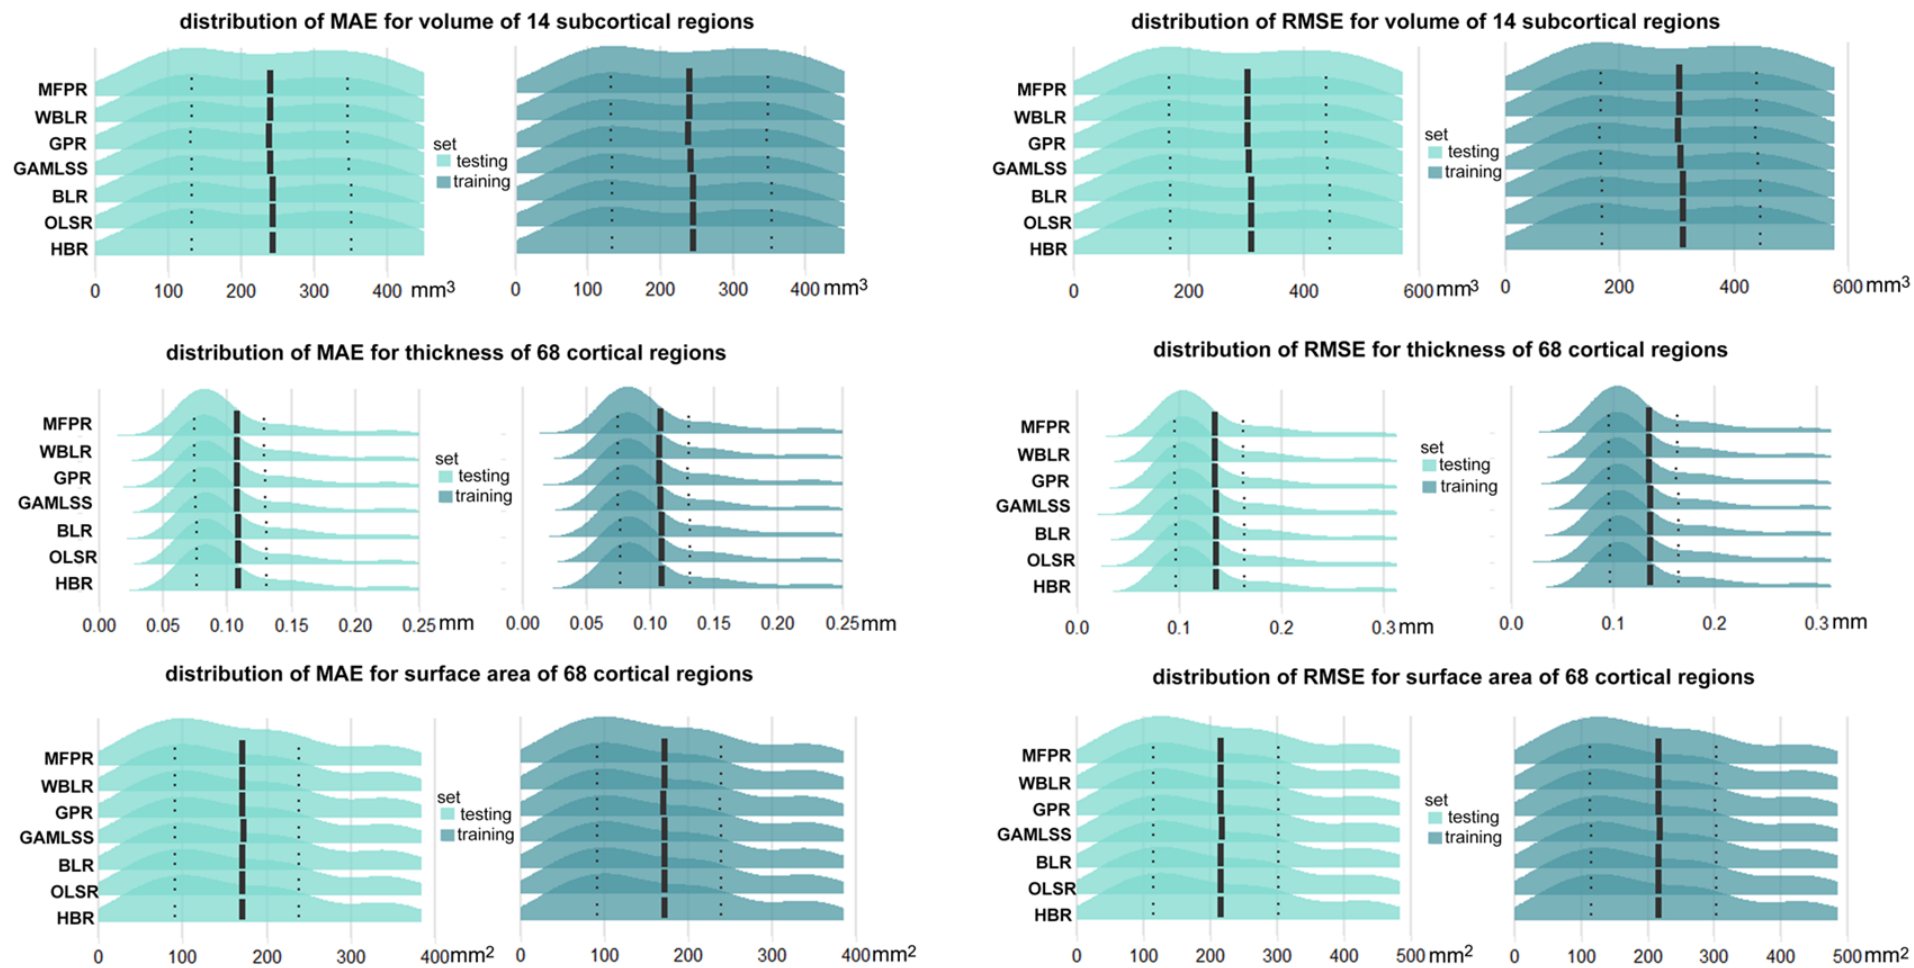 distribution of MAE for volume of 14 subcortical regions
MFPR
WBLR
GPR
GAMLSS
BLR
OLSR
HBR
set
testing
training
0 100 200 300 400 mm³
0 100 200 300 400 mm³
distribution of RMSE for volume of 14 subcortical regions
MFPR
WBLR
GPR
GAMLSS
BLR
OLSR
HBR
set
testing
training
0 200 400 600 mm³
0 200 400 600 mm³
distribution of MAE for thickness of 68 cortical regions
MFPR
WBLR
GPR
GAMLSS
BLR
OLSR
HBR
set
testing
training
0.00 0.05 0.10 0.15 0.20 0.25 mm
0.00 0.05 0.10 0.15 0.20 0.25 mm
distribution of RMSE for thickness of 68 cortical regions
MFPR
WBLR
GPR
GAMLSS
BLR
OLSR
HBR
set
testing
training
0.0 0.1 0.2 0.3 mm
0.0 0.1 0.2 0.3 mm
distribution of MAE for surface area of 68 cortical regions
MFPR
WBLR
GPR
GAMLSS
BLR
OLSR
HBR
set
testing
training
0 100 200 300 400 mm²
0 100 200 300 400 mm²
distribution of RMSE for surface area of 68 cortical regions
MFPR
WBLR
GPR
GAMLSS
BLR
OLSR
HBR
set
testing
training
0 100 200 300 400 500 mm²
0 100 200 300 400 500 mm²